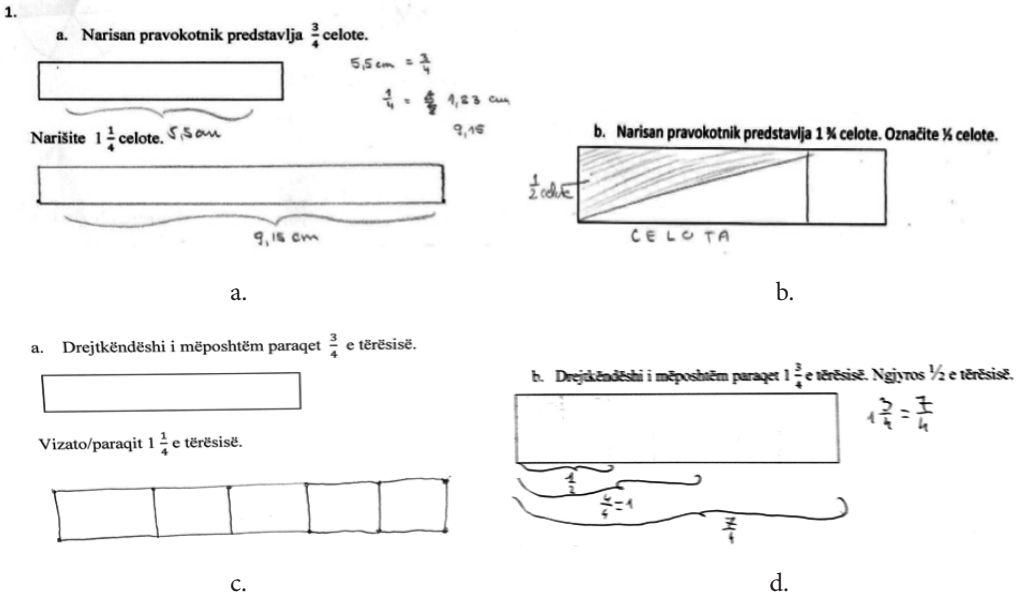 1.
a. Narisan pravokotnik predstavlja 3/4 celote.
5,5 cm = 3/4
1/4 = 1,83 cm
9,15
Narišite 1 1/4 celote. 5,5 cm
9,15 cm
b. Narisan pravokotnik predstavlja 1 ¾ celote. Označite ½ celote.
1/2 celote
CELOTA
a.
b.
a. Drejtkëndëshi i mëposhtëm paraqet 3/4 e tërësisë.
Vizato/paraqit 1 1/4 e tërësisë.
b. Drejtkëndëshi i mëposhtëm paraqet 1 3/4 e tërësisë. Ngjyros ½ e tërësisë.
1 3/4 = 7/4
1/2
4/4 = 1
7/4
c.
d.